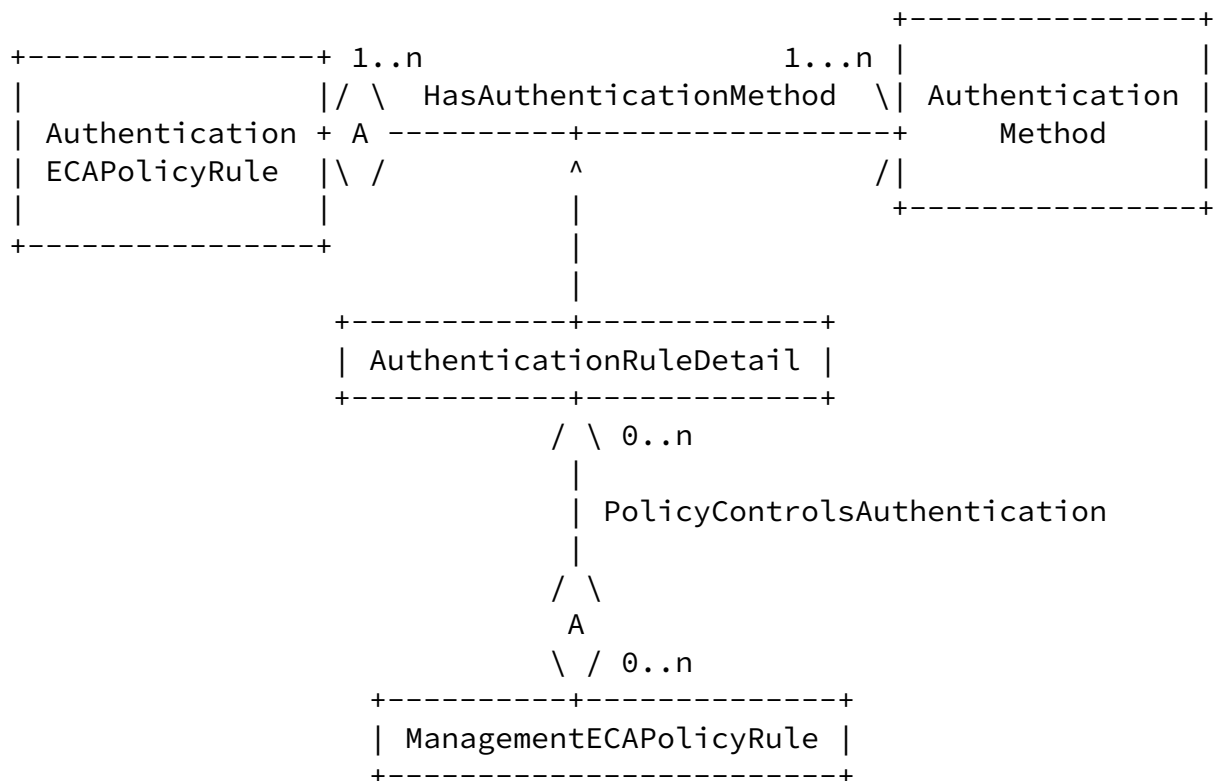 1..n 1...n
HasAuthenticationMethod Authentication
Authentication A Method
ECAPolicyRule
AuthenticationRuleDetail
0..n
PolicyControlsAuthentication
A
0..n
ManagementECAPolicyRule